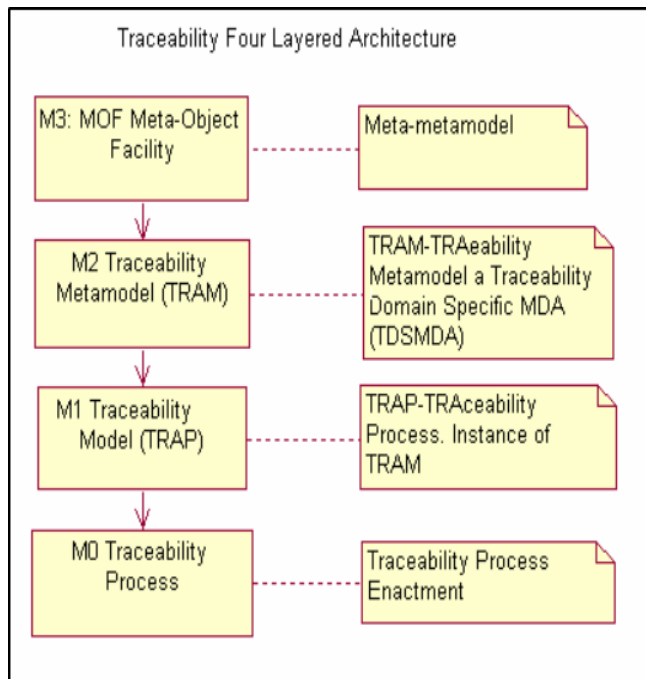 Traceability Four Layered Architecture
M3: MOF Meta-Object
Facility
Meta-metamodel
M2 Traceability
Metamodel (TRAM)
TRAM-TRAeability
Metamodel a Traceability
Domain Specific MDA
(TDSMDA)
M1 Traceability
Model (TRAP)
TRAP-TRAceability
Process. Instance of
TRAM
M0 Traceability
Process
Traceability Process
Enactment